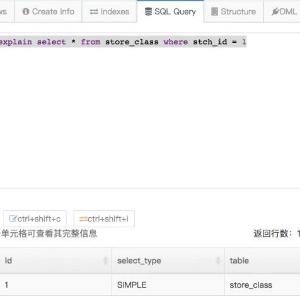 ws Create Info Indexes SQL Query Structure DML
explain select * from store_class where stch_id = 1
ctrl+shift+c ctrl+shift+l
单元格可查看其完整信息 返回行数: 1
id select_type table
1 SIMPLE store_class